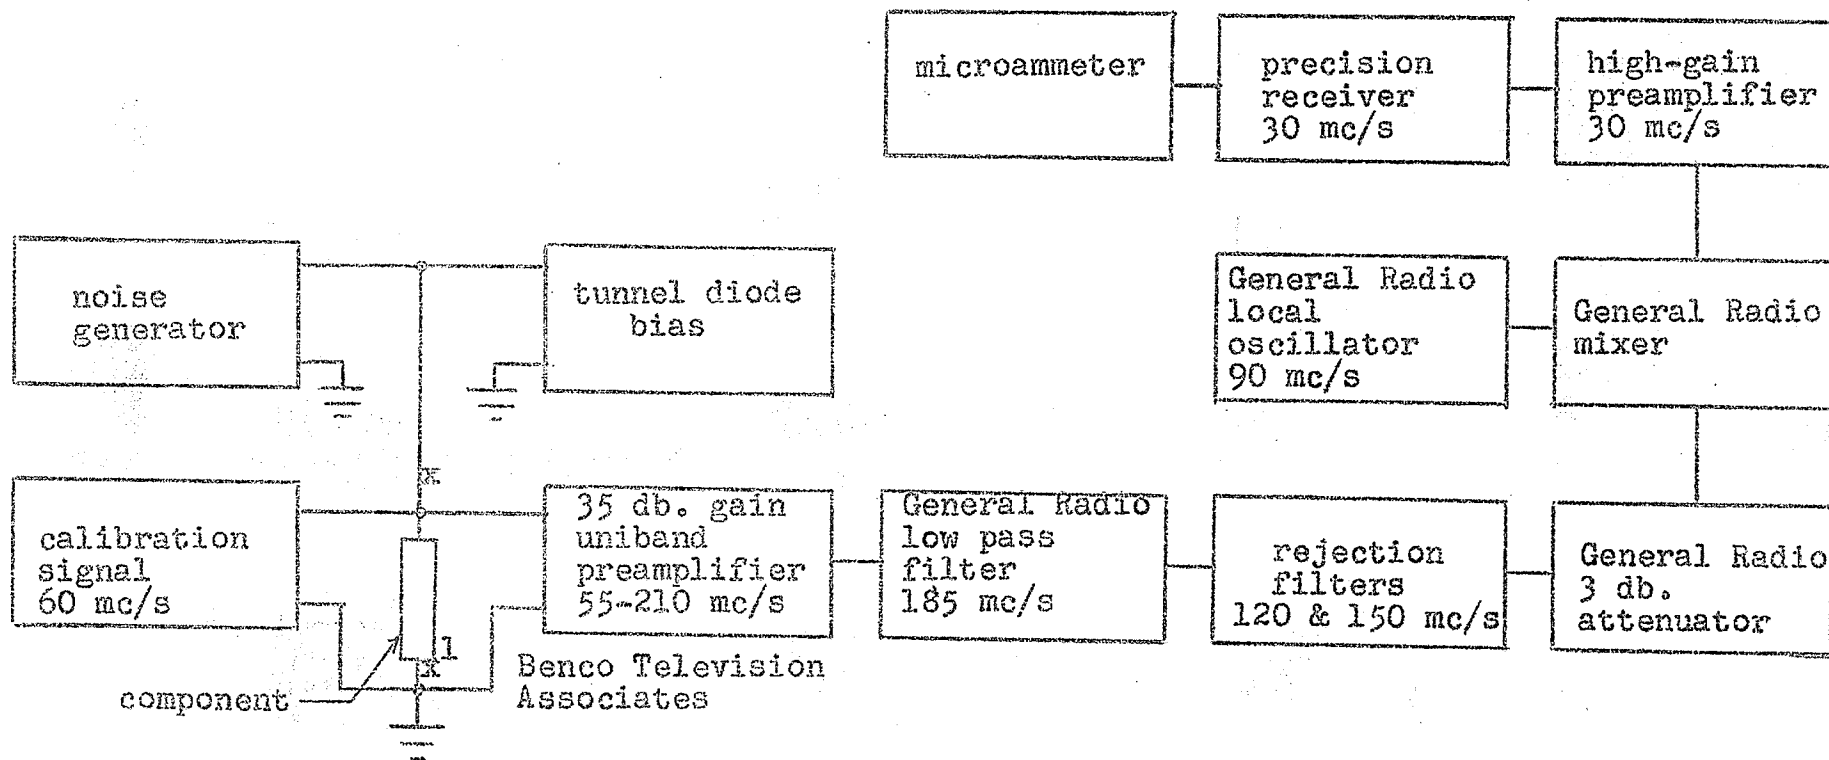 microammeter
precision
receiver
30 mc/s
high-gain
preamplifier
30 mc/s
noise
generator
tunnel diode
bias
General Radio
local
oscillator
90 mc/s
General Radio
mixer
x
calibration
signal
60 mc/s
35 db. gain
uniband
preamplifier
55-210 mc/s
General Radio
low pass
filter
185 mc/s
rejection
filters
120 & 150 mc/s
General Radio
3 db.
attenuator
1
x
component
Benco Television
Associates